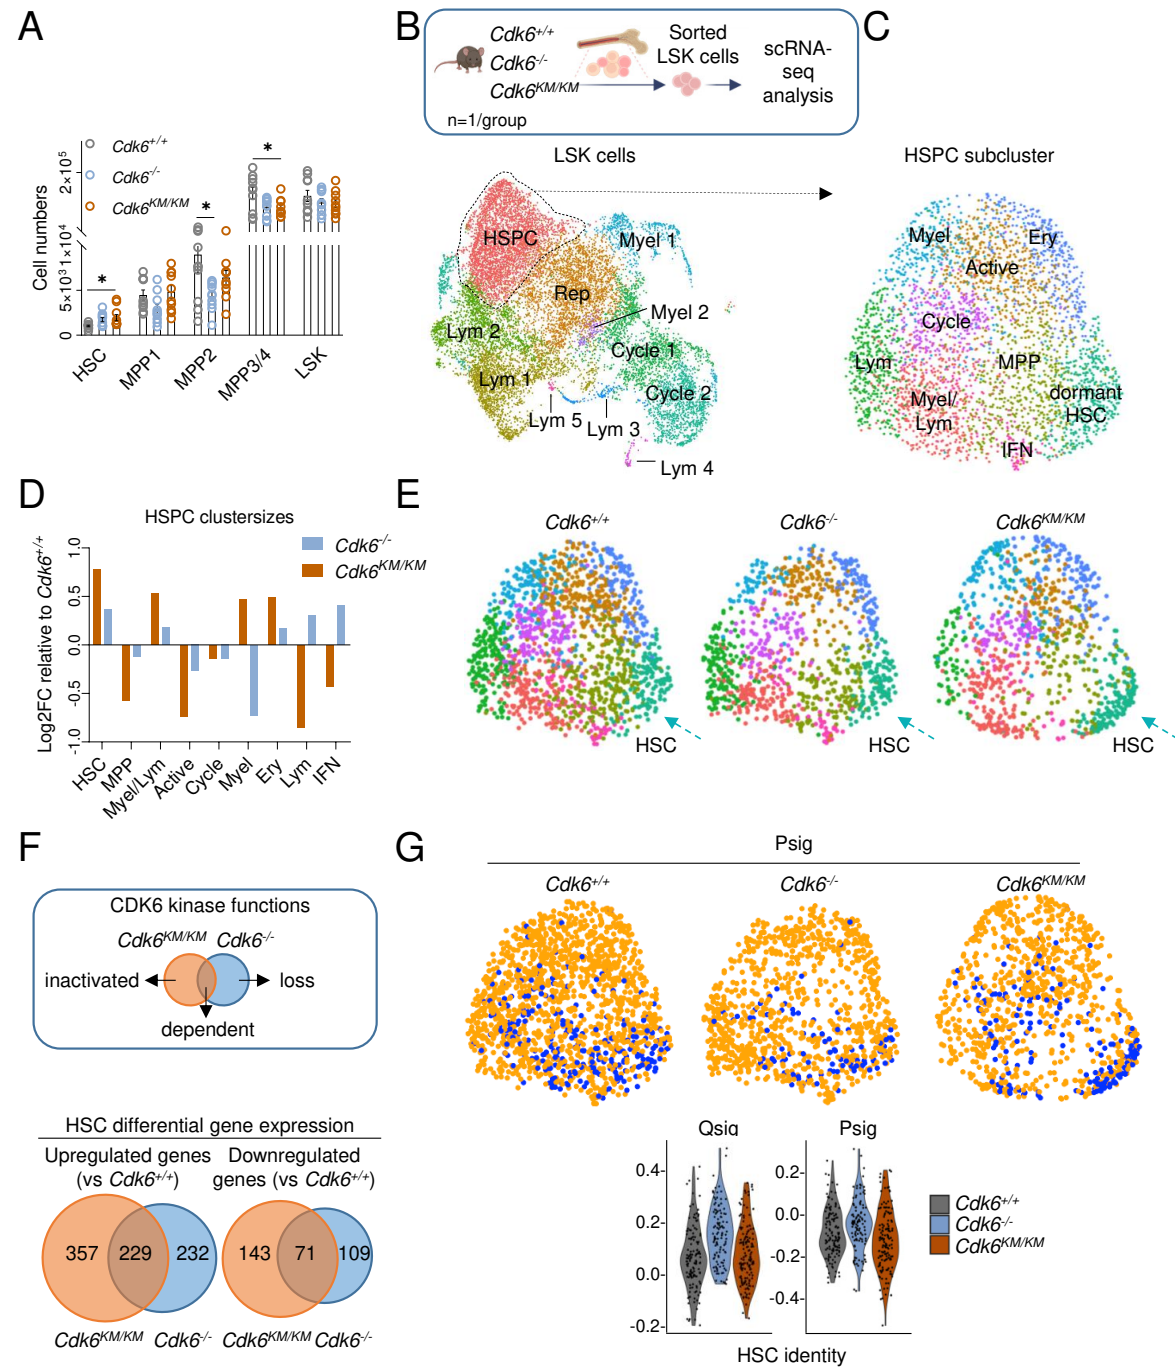 A
Cdk6+/+
Cdk6-/-
Cdk6KM/KM
Cell numbers
2×10⁵
1×10⁴
5×10³
0
*
*
*
HSC
MPP1
MPP2
MPP3/4
LSK
B
Cdk6+/+
Cdk6-/-
Cdk6KM/KM
n=1/group
Sorted
LSK cells
scRNA-
seq
analysis
LSK cells
HSPC
Myel 1
Rep
Myel 2
Lym 2
Cycle 1
Lym 1
Cycle 2
Lym 5
Lym 3
Lym 4
C
HSPC subcluster
Myel
Ery
Active
Cycle
Lym
MPP
Myel/
Lym
dormant
HSC
IFN
D
HSPC clustersizes
Cdk6-/-
Cdk6KM/KM
Log2FC relative to Cdk6+/+
1.0
0.5
0.0
-0.5
-1.0
HSC
MPP
Myel/Lym
Active
Cycle
Myel
Ery
Lym
IFN
E
Cdk6+/+
Cdk6-/-
Cdk6KM/KM
HSC
HSC
HSC
F
CDK6 kinase functions
Cdk6KM/KM Cdk6-/-
inactivated
loss
dependent
HSC differential gene expression
Upregulated genes
(vs Cdk6+/+)
Downregulated
genes (vs Cdk6+/+)
357 229 232
143 71 109
Cdk6KM/KM Cdk6-/-
Cdk6KM/KM Cdk6-/-
G
Psig
Cdk6+/+
Cdk6-/-
Cdk6KM/KM
Qsig
0.4
0.2
0.0
-0.2
Psig
0.2
0.0
-0.2
-0.4
Cdk6+/+
Cdk6-/-
Cdk6KM/KM
HSC identity